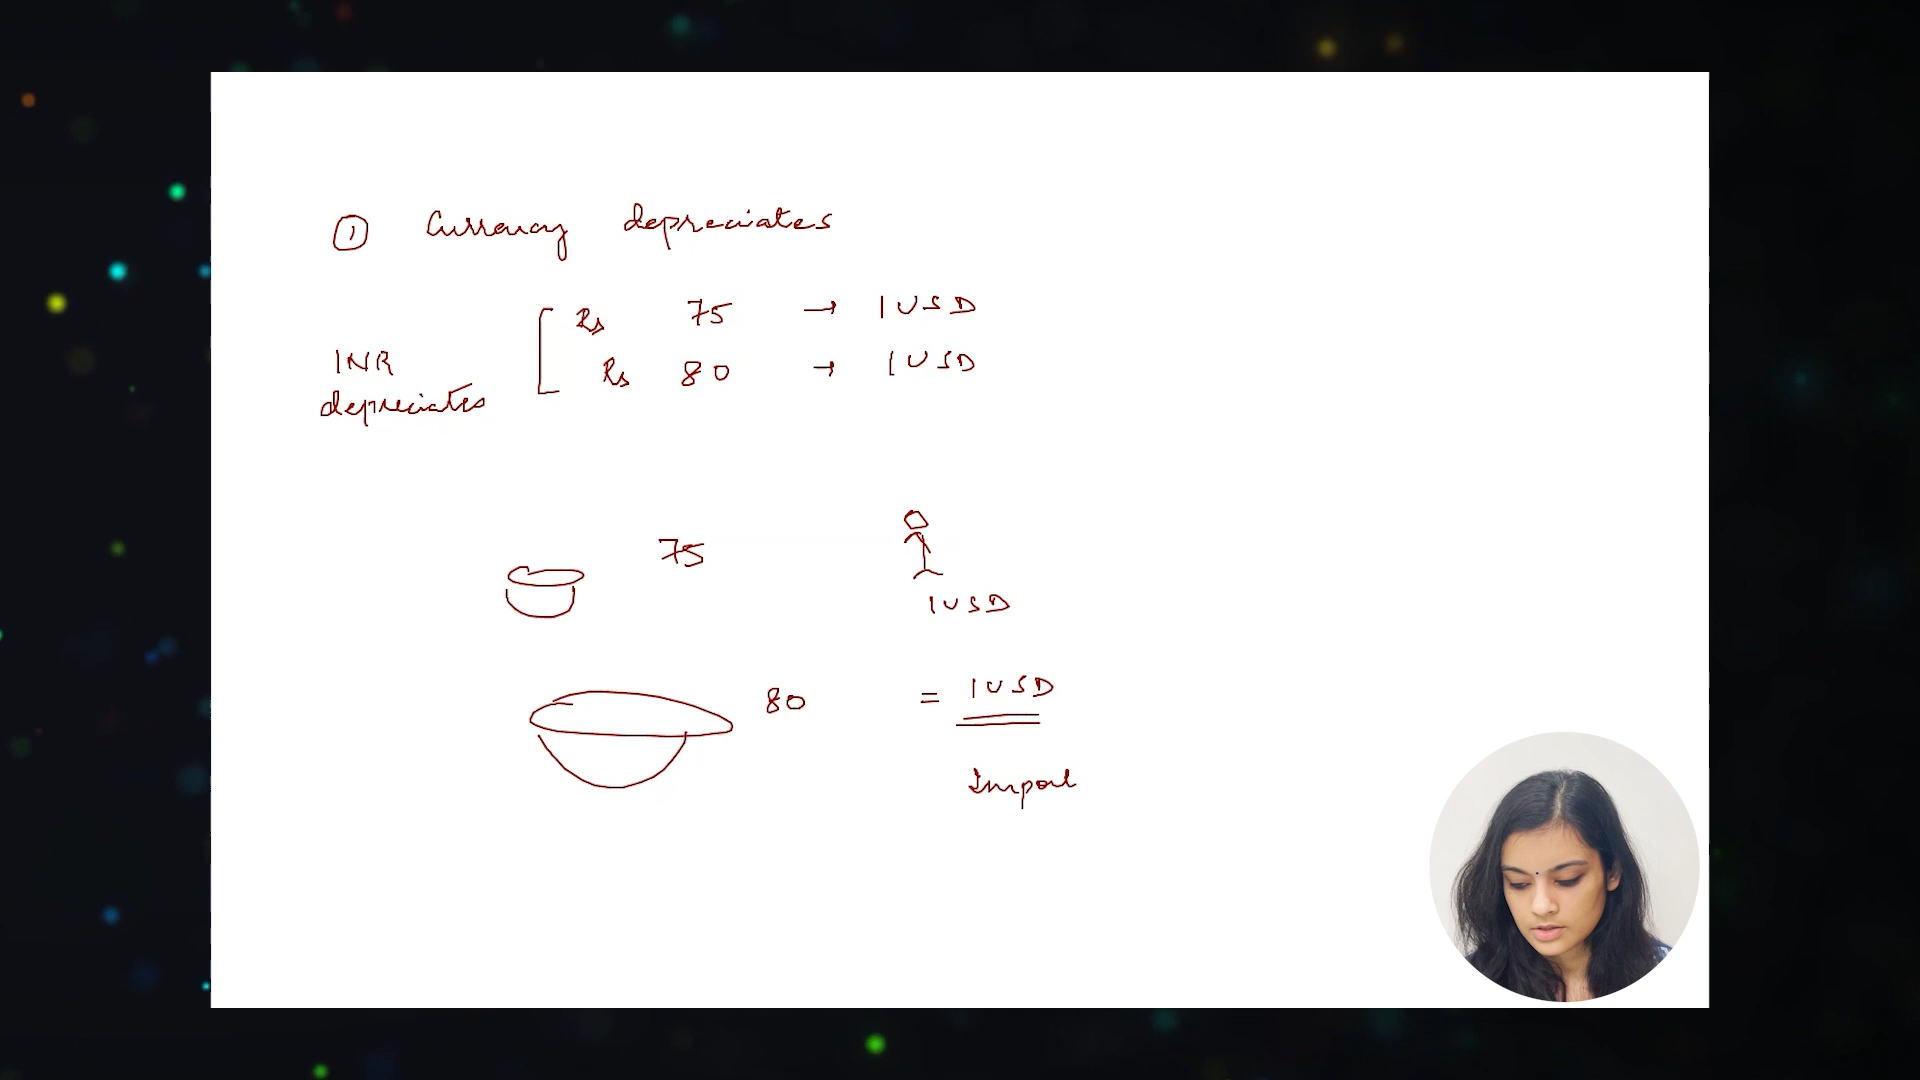 ① Currency depreciates
Rs 75 → 1 USD
INR Rs 80 → 1 USD
depreciates
75
1 USD
80 = 1 USD
Import